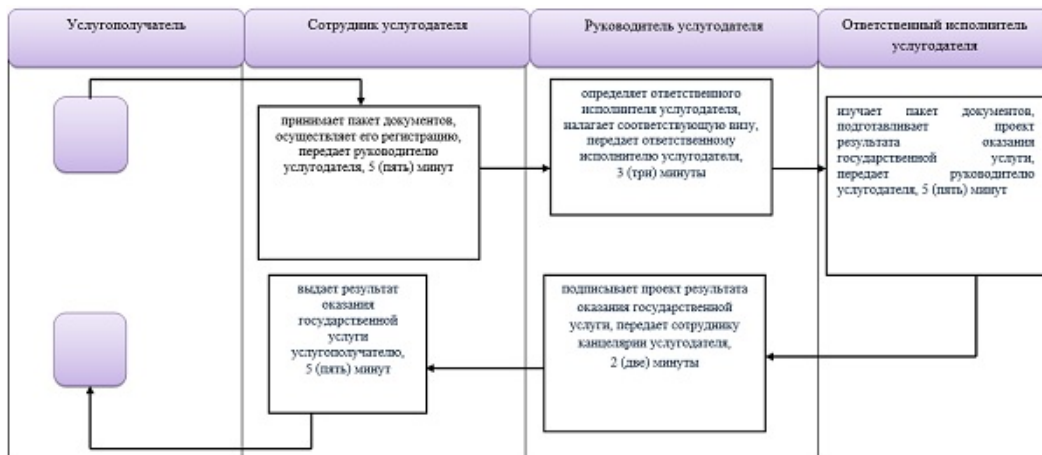 Услугополучатель
Сотрудник услугодателя
Руководитель услугодателя
Ответственный исполнитель
услугодателя
принимает пакет документов,
осуществляет его регистрацию,
передает руководителю
услугодателя, 5 (пять) минут
определяет ответственного
исполнителя услугодателя,
налагает соответствующую визу,
передает ответственному
исполнителю услугодателя,
3 (три) минуты
изучает пакет документов,
подготавливает проект
результата оказания
государственной услуги,
передает руководителю
услугодателя, 5 (пять) минут
выдает результат
оказания
государственной
услуги
услугополучателю,
5 (пять) минут
подписывает проект результата
оказания государственной
услуги, передает сотруднику
канцелярии услугодателя,
2 (две) минуты